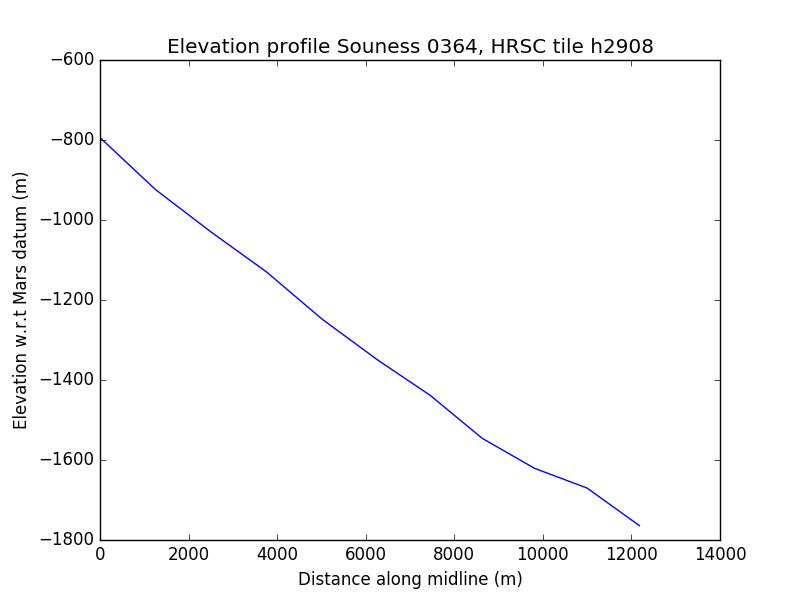 Elevation profile Souness 0364, HRSC tile h2908
Elevation w.r.t Mars datum (m)
−600
−800
−1000
−1200
−1400
−1600
−1800
0 2000 4000 6000 8000 10000 12000 14000
Distance along midline (m)